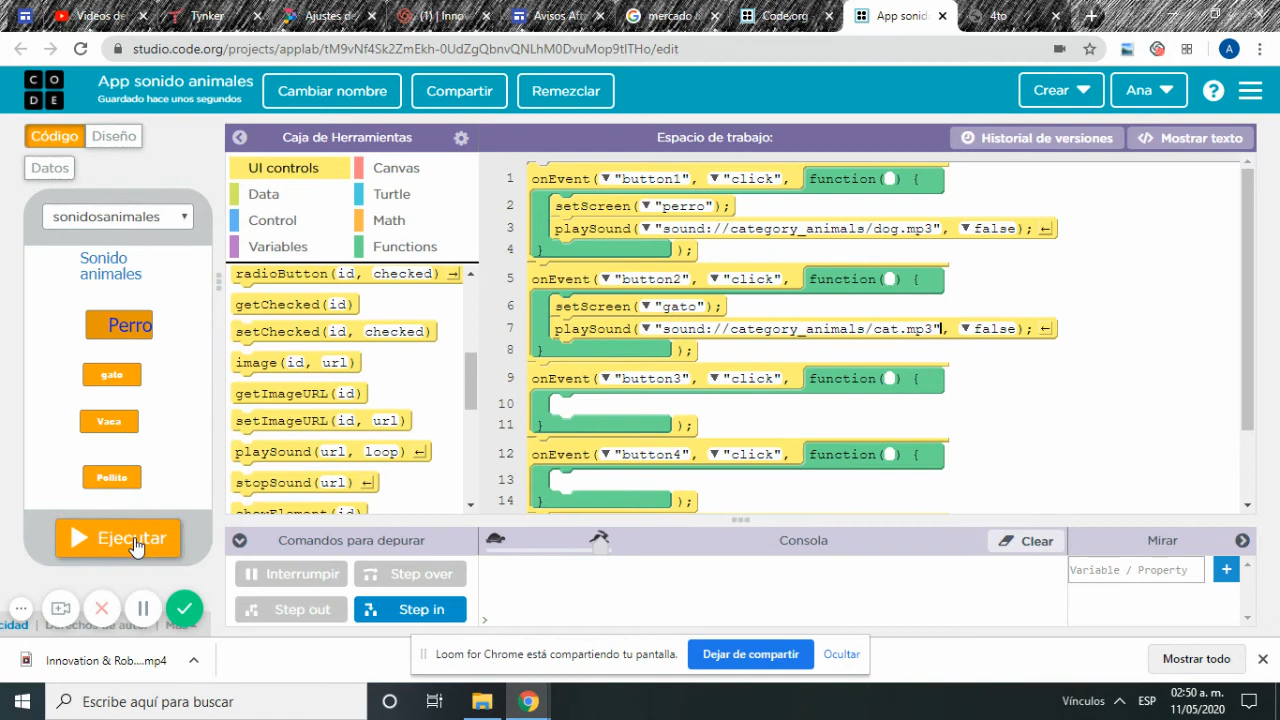 Videos de
Tynker
Ajustes de
( 1 ) Inno
Avisos Aft
mercado l
Code.org
App sonid
4to
studio.code.org/projects/applab/tM9vNf4Sk2ZmEkh-0UdZgQbnvQNLhM0DvuMop9tITHo/edit
A
C O
D E
App sonido animales
Guardado hace unos segundos
Cambiar nombre
Compartir
Remezclar
Crear
Ana
?
Código
Diseño
Datos
Caja de Herramientas
Espacio de trabajo:
Historial de versiones
</> Mostrar texto
sonidosanimales
Sonido
animales
Perro
gato
Vaca
Pollito
Ejecutar
UI controls
Canvas
Data
Turtle
Control
Math
Variables
Functions
radioButton(id, checked)
getChecked(id)
setChecked(id, checked)
image(id, url)
getImageURL(id)
setImageURL(id, url)
playSound(url, loop)
stopSound(url)
1 onEvent("button1", "click", function() {
2 setScreen("perro");
3 playSound("sound://category_animals/dog.mp3", false);
4 } );
5 onEvent("button2", "click", function() {
6 setScreen("gato");
7 playSound("sound://category_animals/cat.mp3", false);
8 } );
9 onEvent("button3", "click", function() {
10
11 } );
12 onEvent("button4", "click", function() {
13
14 } );
Comandos para depurar
Consola
Clear
Mirar
Interrumpir
Step over
Step out
Step in
Variable / Property
+
>
cidad
Innovation & Rob....mp4
Loom for Chrome está compartiendo tu pantalla.
Dejar de compartir
Ocultar
Mostrar todo
Escribe aquí para buscar
Vínculos
ESP
02:50 a. m.
11/05/2020